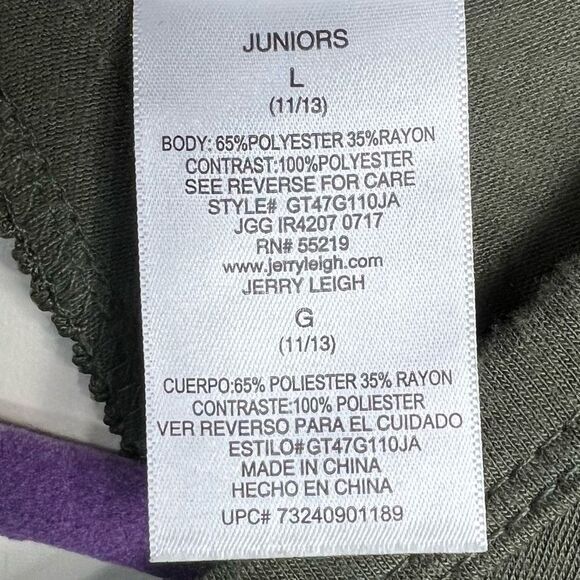 JUNIORS
L
(11/13)
BODY: 65%POLYESTER 35%RAYON
CONTRAST:100%POLYESTER
SEE REVERSE FOR CARE
STYLE# GT47G110JA
JGG IR4207 0717
RN# 55219
www.jerryleigh.com
JERRY LEIGH
G
(11/13)
CUERPO:65% POLIESTER 35% RAYON
CONTRASTE:100% POLIESTER
VER REVERSO PARA EL CUIDADO
ESTILO#GT47G110JA
MADE IN CHINA
HECHO EN CHINA
UPC# 73240901189